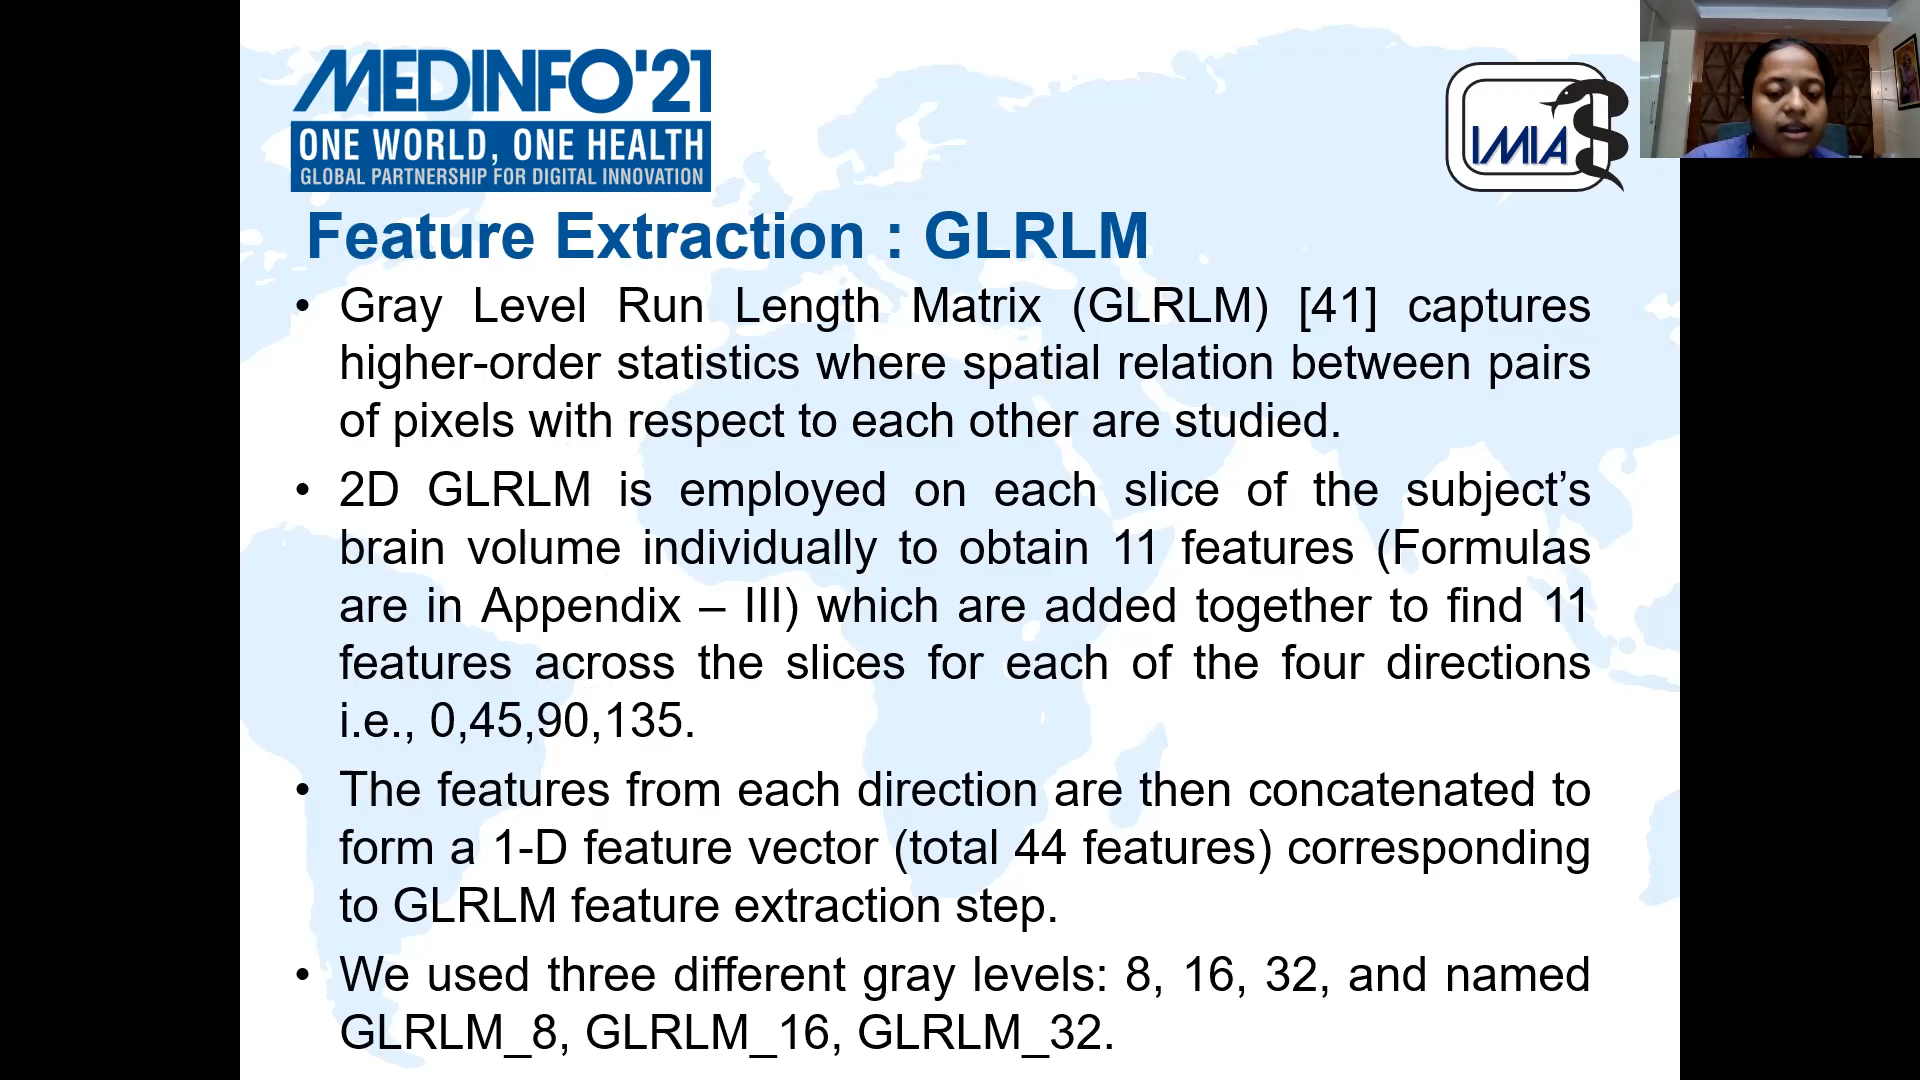 MEDINFO'21
ONE WORLD, ONE HEALTH
GLOBAL PARTNERSHIP FOR DIGITAL INNOVATION
IMIA
Feature Extraction : GLRLM
• Gray Level Run Length Matrix (GLRLM) [41] captures
higher-order statistics where spatial relation between pairs
of pixels with respect to each other are studied.
• 2D GLRLM is employed on each slice of the subject’s
brain volume individually to obtain 11 features (Formulas
are in Appendix – III) which are added together to find 11
features across the slices for each of the four directions
i.e., 0,45,90,135.
• The features from each direction are then concatenated to
form a 1-D feature vector (total 44 features) corresponding
to GLRLM feature extraction step.
• We used three different gray levels: 8, 16, 32, and named
GLRLM_8, GLRLM_16, GLRLM_32.